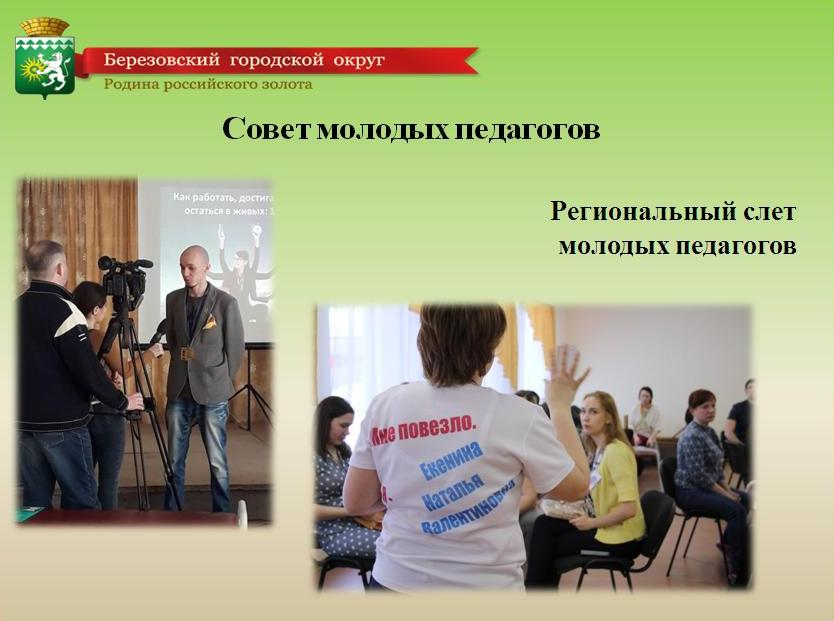 Березовский городской округ
Родина российского золота
Совет молодых педагогов
Региональный слет
молодых педагогов
Как работать, достига
остаться в живых: 1
Мне повезло.
Екенина
Наталья
Валентиновна